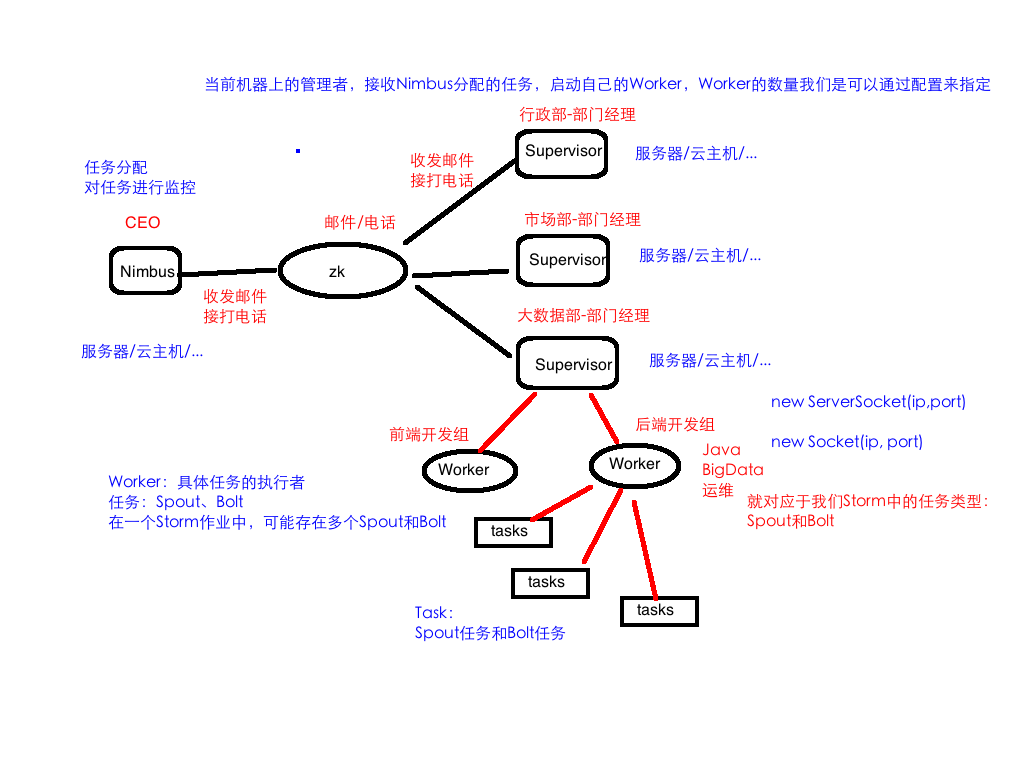 当前机器上的管理者，接收Nimbus分配的任务，启动自己的Worker，Worker的数量我们是可以通过配置来指定
行政部-部门经理
Supervisor
服务器/云主机/...
收发邮件
接打电话
任务分配
对任务进行监控
CEO
邮件/电话
市场部-部门经理
Supervisor
服务器/云主机/...
Nimbus
zk
收发邮件
接打电话
大数据部-部门经理
服务器/云主机/...
Supervisor
服务器/云主机/...
new ServerSocket(ip,port)
new Socket(ip, port)
前端开发组
后端开发组
Worker
Worker
Java
BigData
运维
就对应于我们Storm中的任务类型：
Spout和Bolt
Worker：具体任务的执行者
任务：Spout、Bolt
在一个Storm作业中，可能存在多个Spout和Bolt
tasks
tasks
tasks
Task：
Spout任务和Bolt任务